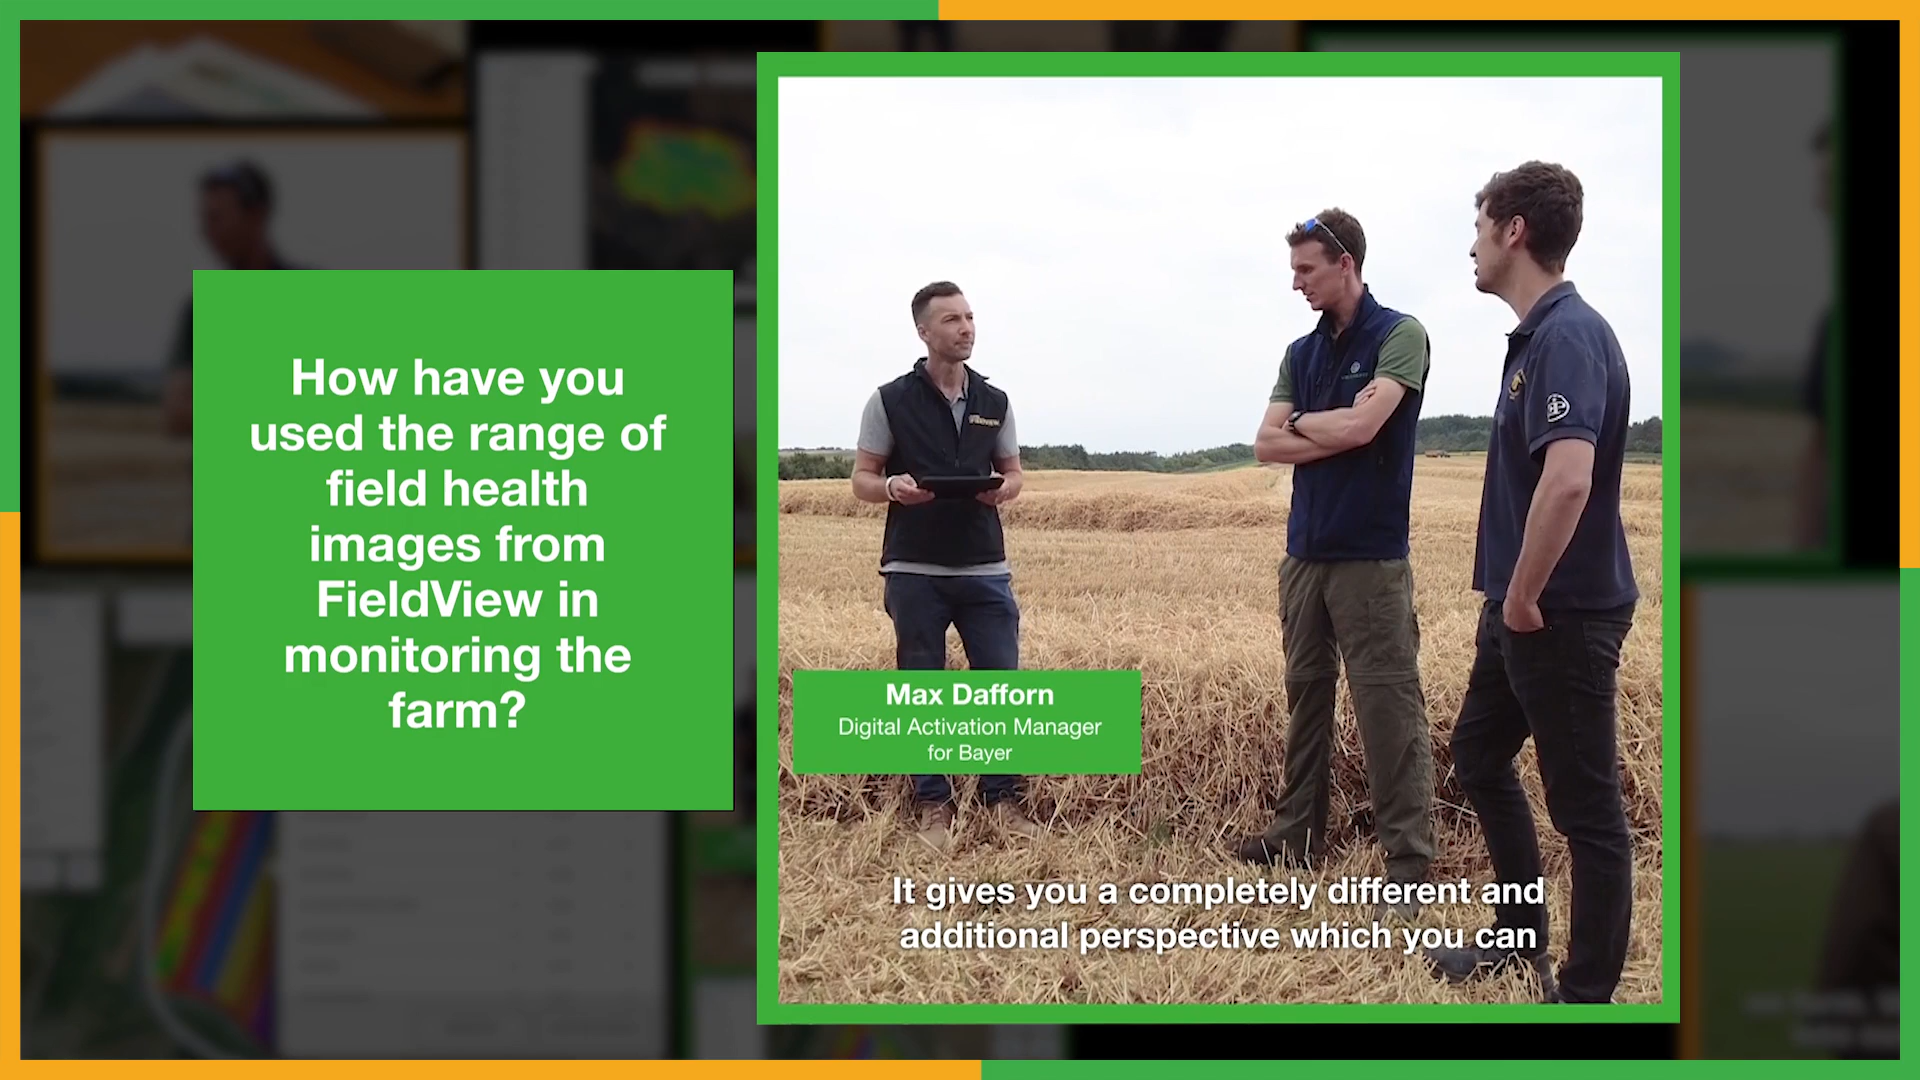 How have you
used the range of
field health
images from
FieldView in
monitoring the
farm?
Max Dafforn
Digital Activation Manager
for Bayer
It gives you a completely different and
additional perspective which you can